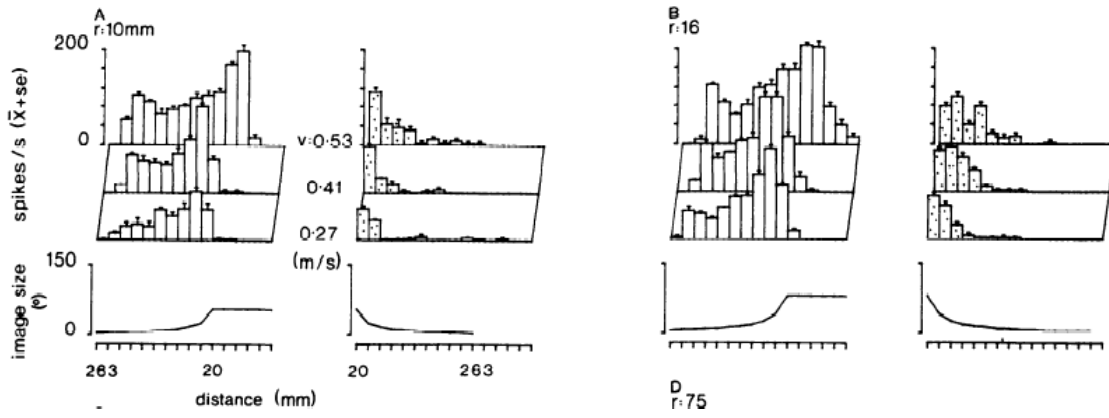 A
r:10mm
B
r:16
200
0
spikes/s (x̄+se)
v:0·53
0·41
0·27
(m/s)
150
0
image size
(°)
263
20
263
distance (mm)
D
r:75